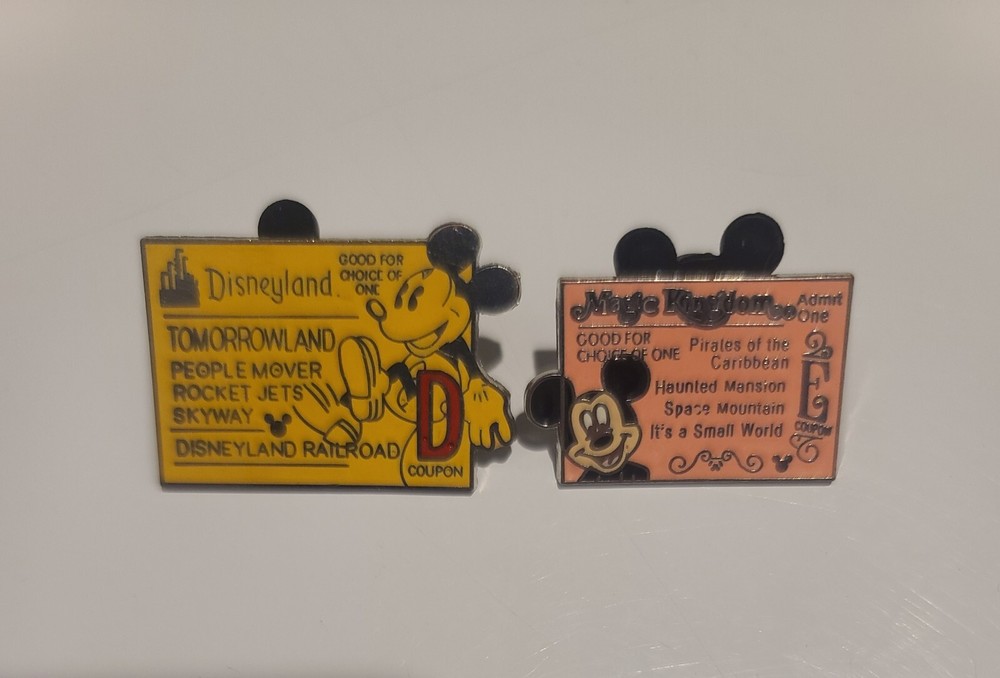 Disneyland
GOOD FOR
CHOICE OF
ONE
TOMORROWLAND
PEOPLE MOVER
ROCKET JETS
SKYWAY
DISNEYLAND RAILROAD
D
COUPON
Magic Kingdom
Admit
One
GOOD FOR
CHOICE OF ONE
Pirates of the
Caribbean
Haunted Mansion
Space Mountain
It's a Small World
E
COUPON